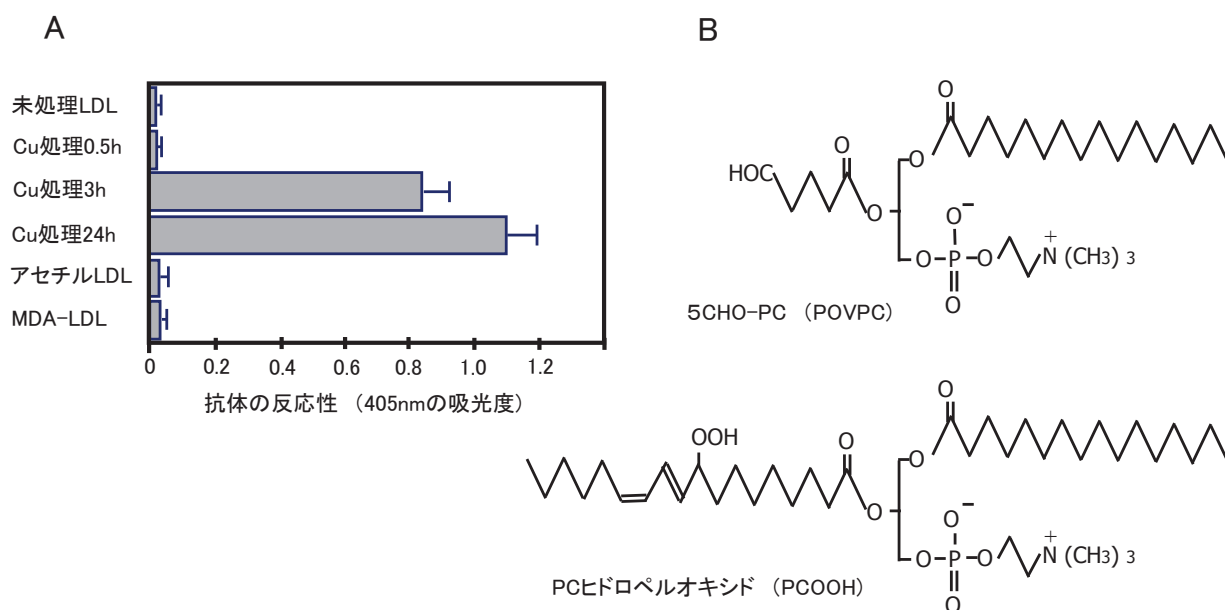 A
未処理LDL
Cu処理0.5h
Cu処理3h
Cu処理24h
アセチルLDL
MDA-LDL
0 0.2 0.4 0.6 0.8 1.0 1.2
抗体の反応性 (405nmの吸光度)
B
O
O
HOC
O
O
O−
O P O N+ (CH3) 3
O
5CHO-PC (POVPC)
O
OOH
O
O
O
O−
O P O N+ (CH3) 3
O
PCヒドロペルオキシド (PCOOH)